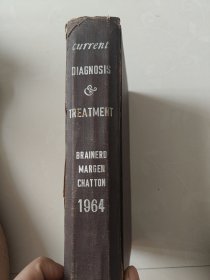 current
DIAGNOSIS
&
TREATMENT
BRAINERD
MARGEN
CHATTON
1964